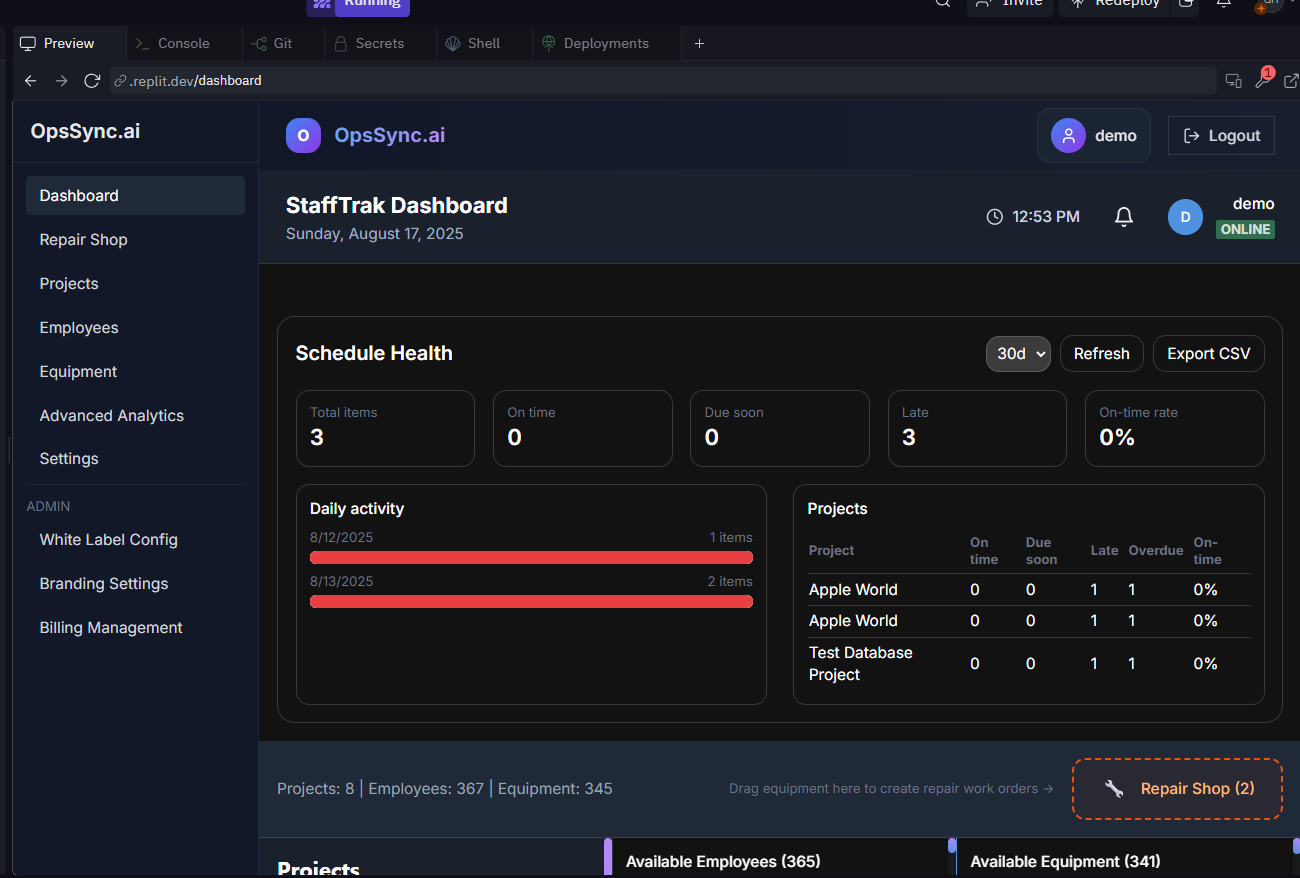 Running
Invite
Redeploy
Preview
Console
Git
Secrets
Shell
Deployments
.replit.dev/dashboard
1
OpsSync.ai
O
OpsSync.ai
demo
Logout
Dashboard
Repair Shop
Projects
Employees
Equipment
Advanced Analytics
Settings
ADMIN
White Label Config
Branding Settings
Billing Management
StaffTrak Dashboard
Sunday, August 17, 2025
12:53 PM
D
demo
ONLINE
Schedule Health
30d
Refresh
Export CSV
Total items
3
On time
0
Due soon
0
Late
3
On-time rate
0%
Daily activity
8/12/2025 1 items
8/13/2025 2 items
Projects
Project On time Due soon Late Overdue On-time
Apple World 0 0 1 1 0%
Apple World 0 0 1 1 0%
Test Database Project 0 0 1 1 0%
Projects: 8 | Employees: 367 | Equipment: 345
Drag equipment here to create repair work orders →
Repair Shop (2)
Projects
Available Employees (365)
Available Equipment (341)